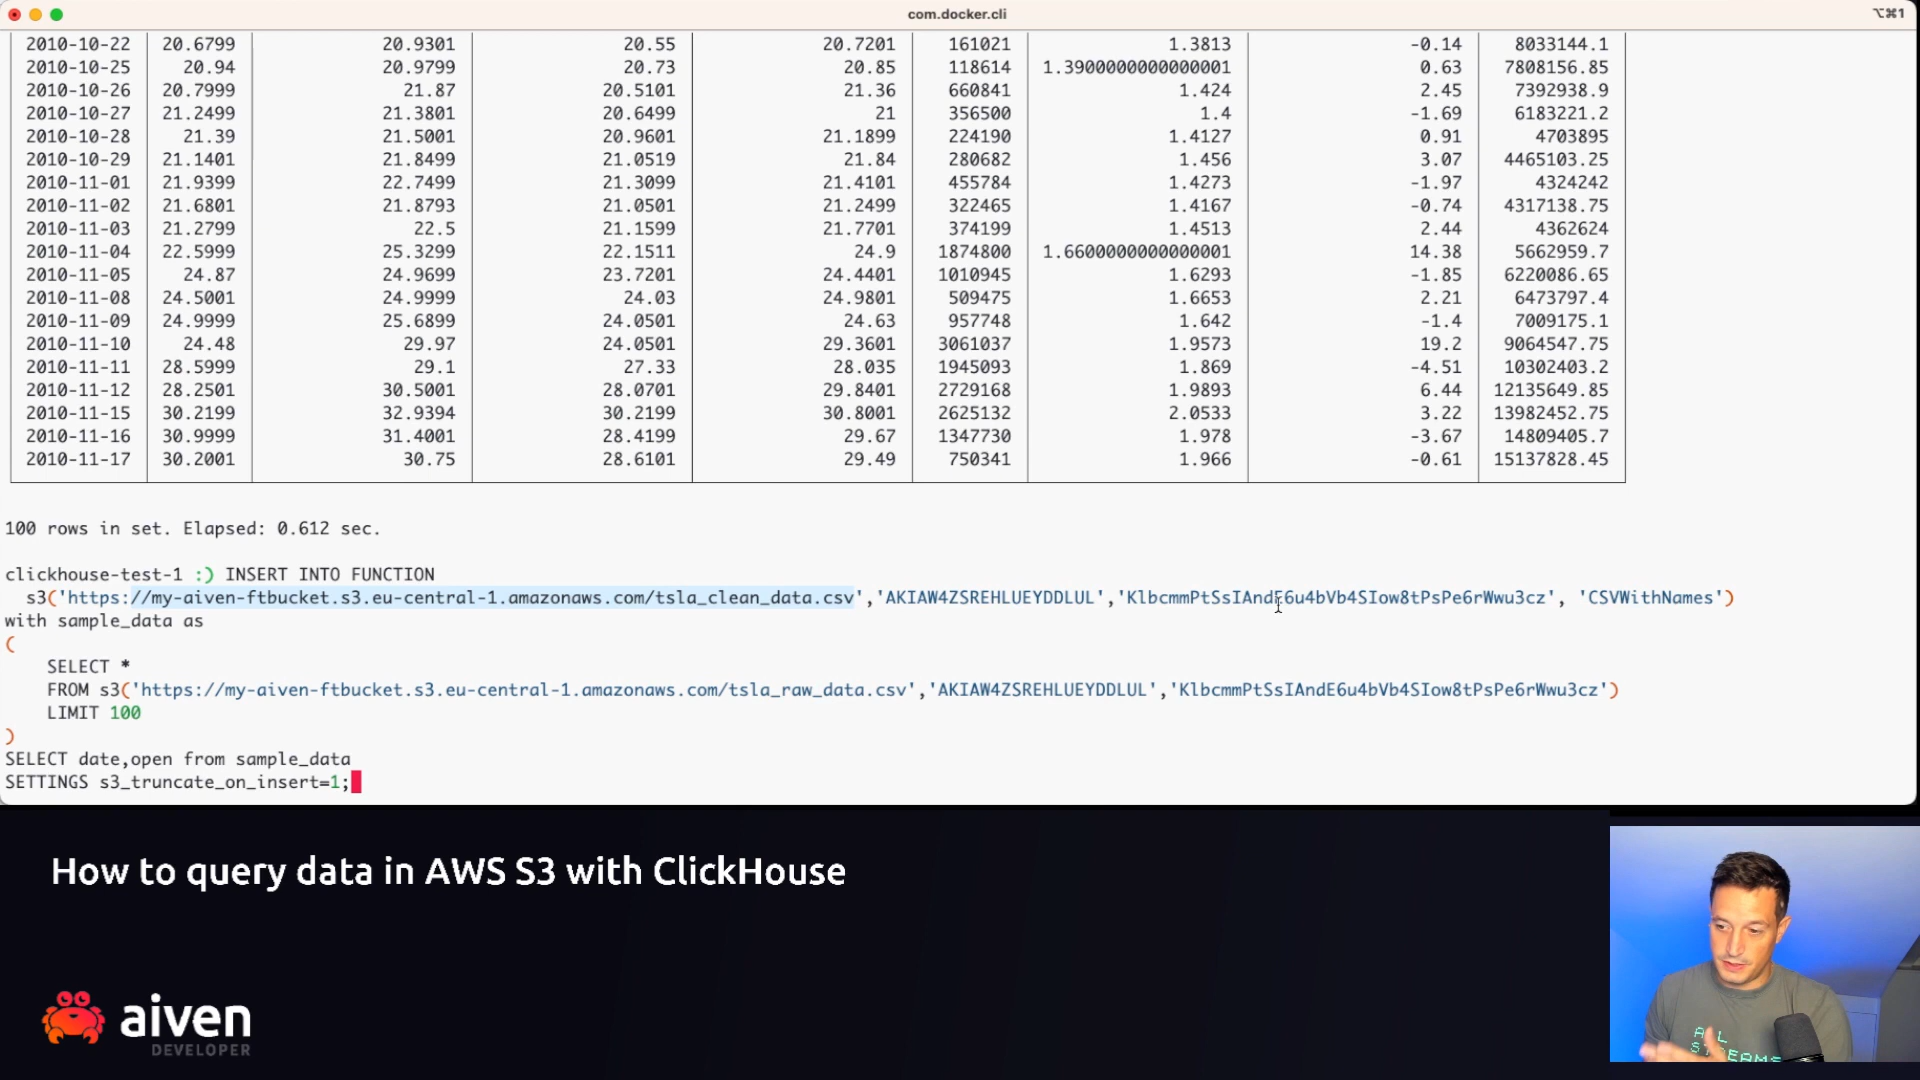 com.docker.cli
⌥⌘1
2010-10-22 20.6799 20.9301 20.55 20.7201 161021 1.3813 -0.14 8033144.1
2010-10-25 20.94 20.9799 20.73 20.85 118614 1.3900000000000001 0.63 7808156.85
2010-10-26 20.7999 21.87 20.5101 21.36 660841 1.424 2.45 7392938.9
2010-10-27 21.2499 21.3801 20.6499 21 356500 1.4 -1.69 6183221.2
2010-10-28 21.39 21.5001 20.9601 21.1899 224190 1.4127 0.91 4703895
2010-10-29 21.1401 21.8499 21.0519 21.84 280682 1.456 3.07 4465103.25
2010-11-01 21.9399 22.7499 21.3099 21.4101 455784 1.4273 -1.97 4324242
2010-11-02 21.6801 21.8793 21.0501 21.2499 322465 1.4167 -0.74 4317138.75
2010-11-03 21.2799 22.5 21.1599 21.7701 374199 1.4513 2.44 4362624
2010-11-04 22.5999 25.3299 22.1511 24.9 1874800 1.6600000000000001 14.38 5662959.7
2010-11-05 24.87 24.9699 23.7201 24.4401 1010945 1.6293 -1.85 6220086.65
2010-11-08 24.5001 24.9999 24.03 24.9801 509475 1.6653 2.21 6473797.4
2010-11-09 24.9999 25.6899 24.0501 24.63 957748 1.642 -1.4 7009175.1
2010-11-10 24.48 29.97 24.0501 29.3601 3061037 1.9573 19.2 9064547.75
2010-11-11 28.5999 29.1 27.33 28.035 1945093 1.869 -4.51 10302403.2
2010-11-12 28.2501 30.5001 28.0701 29.8401 2729168 1.9893 6.44 12135649.85
2010-11-15 30.2199 32.9394 30.2199 30.8001 2625132 2.0533 3.22 13982452.75
2010-11-16 30.9999 31.4001 28.4199 29.67 1347730 1.978 -3.67 14809405.7
2010-11-17 30.2001 30.75 28.6101 29.49 750341 1.966 -0.61 15137828.45
100 rows in set. Elapsed: 0.612 sec.
clickhouse-test-1 :) INSERT INTO FUNCTION
s3('https://my-aiven-ftbucket.s3.eu-central-1.amazonaws.com/tsla_clean_data.csv','AKIAW4ZSREHLUEYDDLUL','KlbcmmPtSsIAndE6u4bVb4SIow8tPsPe6rWwu3cz', 'CSVWithNames')
with sample_data as
(
SELECT *
FROM s3('https://my-aiven-ftbucket.s3.eu-central-1.amazonaws.com/tsla_raw_data.csv','AKIAW4ZSREHLUEYDDLUL','KlbcmmPtSsIAndE6u4bVb4SIow8tPsPe6rWwu3cz')
LIMIT 100
)
SELECT date,open from sample_data
SETTINGS s3_truncate_on_insert=1;
How to query data in AWS S3 with ClickHouse
aiven
DEVELOPER
ALL
STREAMS